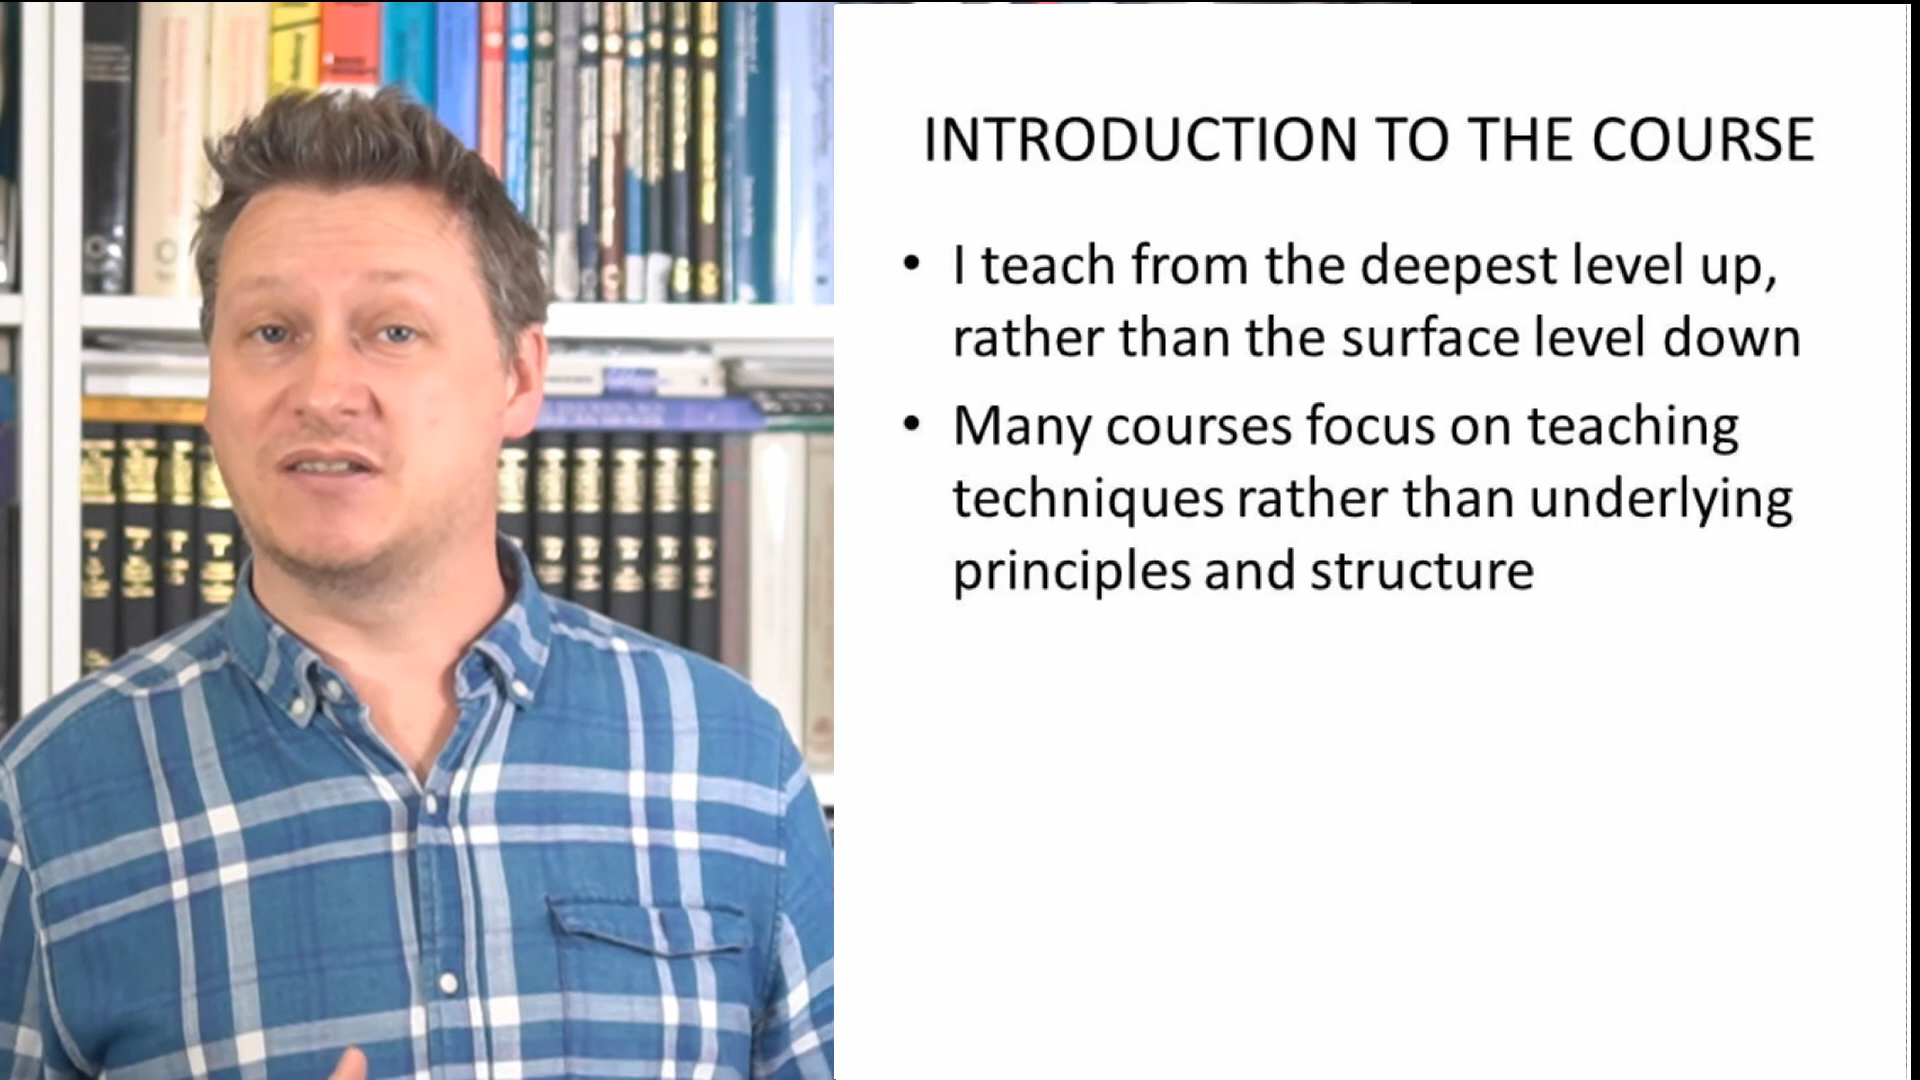 INTRODUCTION TO THE COURSE
• I teach from the deepest level up,
rather than the surface level down
• Many courses focus on teaching
techniques rather than underlying
principles and structure